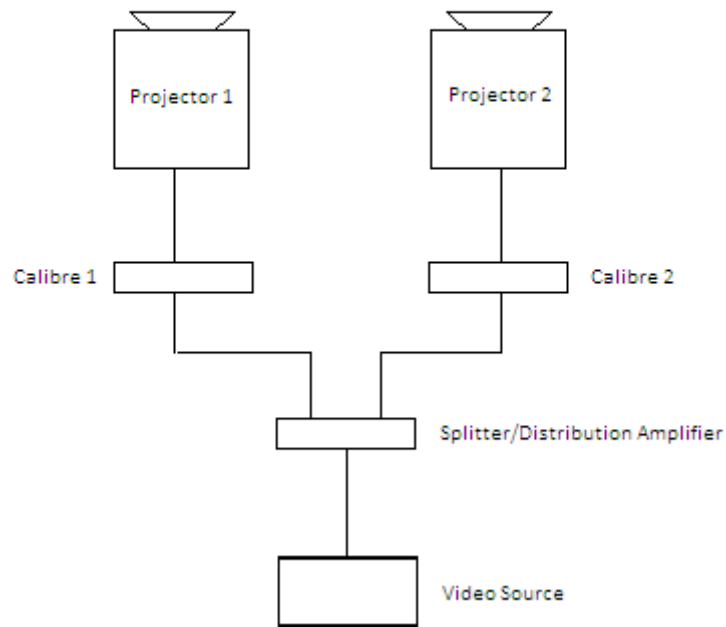 Projector 1
Projector 2
Calibre 1
Calibre 2
Splitter/Distribution Amplifier
Video Source